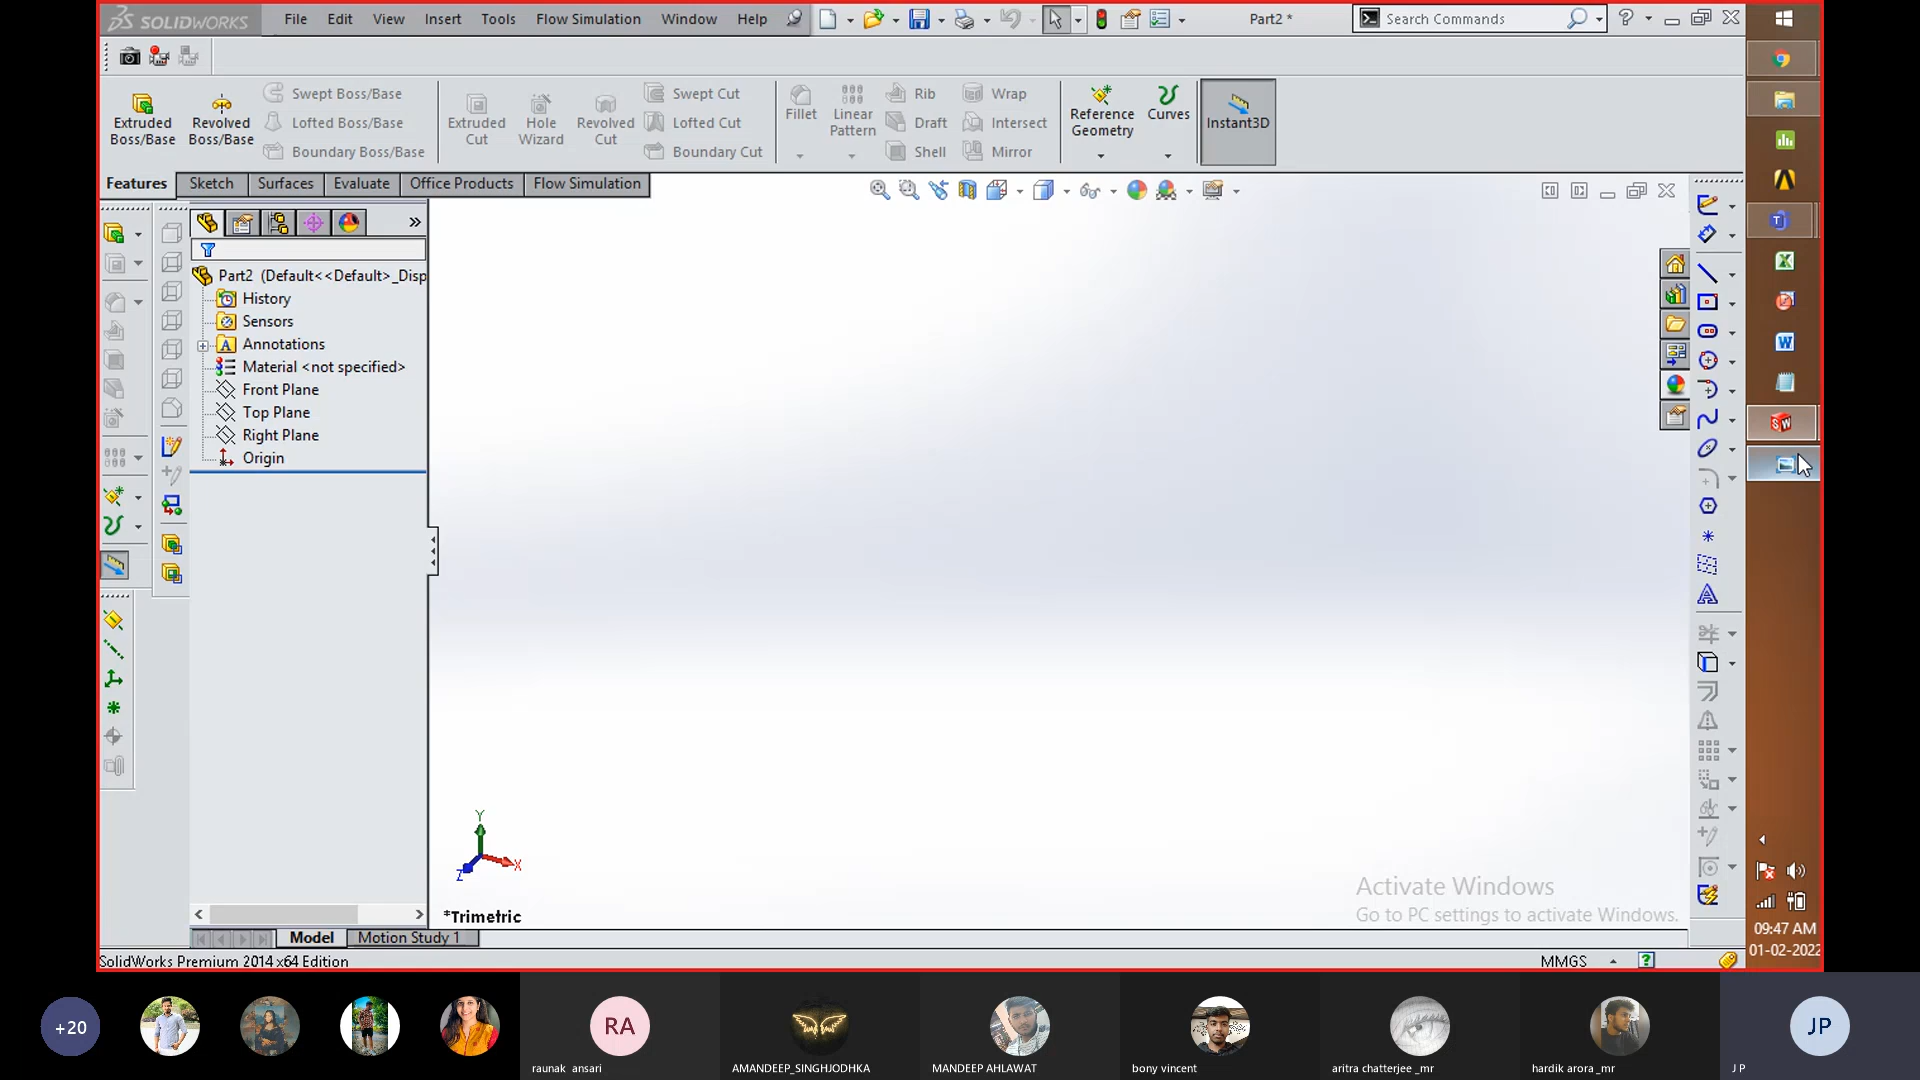 SOLIDWORKS File Edit View Insert Tools Flow Simulation Window Help Part2 * Search Commands
Extruded Boss/Base
Revolved Boss/Base
Swept Boss/Base
Lofted Boss/Base
Boundary Boss/Base
Extruded Cut
Hole Wizard
Revolved Cut
Swept Cut
Lofted Cut
Boundary Cut
Fillet
Linear Pattern
Rib
Draft
Shell
Wrap
Intersect
Mirror
Reference Geometry
Curves
Instant3D
Features Sketch Surfaces Evaluate Office Products Flow Simulation
Part2 (Default<<Default>_Disp
History
Sensors
Annotations
Material <not specified>
Front Plane
Top Plane
Right Plane
Origin
Y
X
Z
*Trimetric
Activate Windows
Go to PC settings to activate Windows.
Model Motion Study 1
SolidWorks Premium 2014 x64 Edition
MMGS
09:47 AM
01-02-2022
+20
RA
JP
raunak ansari
AMANDEEP_SINGHJODHKA
MANDEEP AHLAWAT
bony vincent
aritra chatterjee _mr
hardik arora _mr
J P